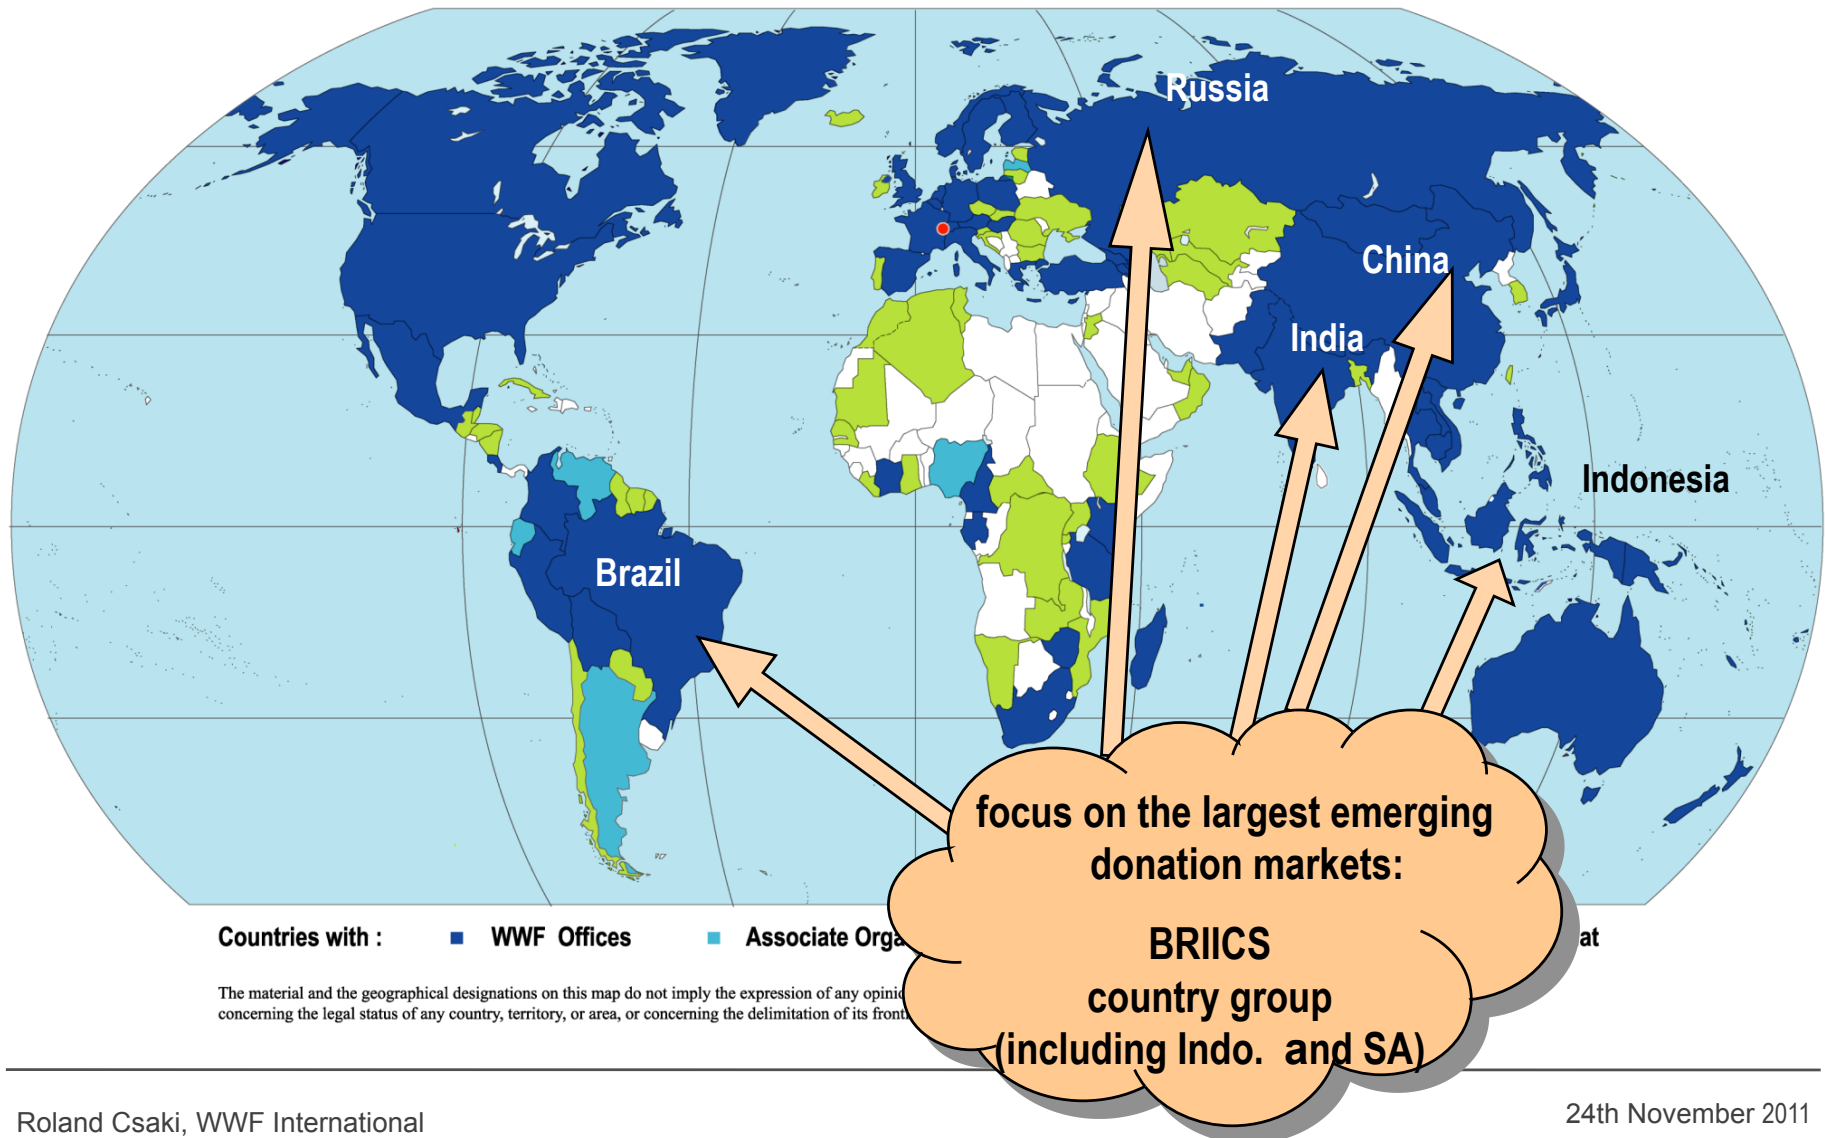 Russia
China
India
Indonesia
Brazil
focus on the largest emerging
donation markets:
BRIICS
country group
(including Indo. and SA)
Countries with : WWF Offices Associate at
The material and the geographical designations on this map do not imply the expression of any
concerning the legal status of any country, territory, or area, or concerning the delimitation of its
Roland Csaki, WWF International
24th November 2011